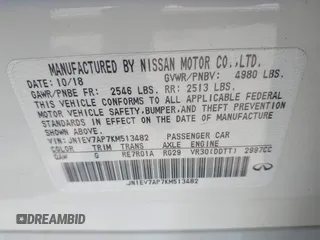 MANUFACTURED BY NISSAN MOTOR CO.,LTD.
DATE: 10/18 GVWR/PNBV: 4980 LBS.
GAWR/PNBE FR: 2546 LBS. RR: 2513 LBS.
THIS VEHICLE CONFORMS TO ALL APPLICABLE FEDERAL
MOTOR VEHICLE SAFETY,BUMPER,AND THEFT PREVENTION
STANDARDS IN EFFECT ON THE DATE OF MANUFACTURE
SHOWN ABOVE.
VIN: JN1EV7AP7KM513482 PASSENGER CAR
COLOR TRIM TRANS AXLE ENGINE
QAW G RE7R01A RG29 VR30(DDTT) 2997CC
JN1EV7AP7KM513482
INFINITI
© AUTOBIDMASTER
DREAMBID